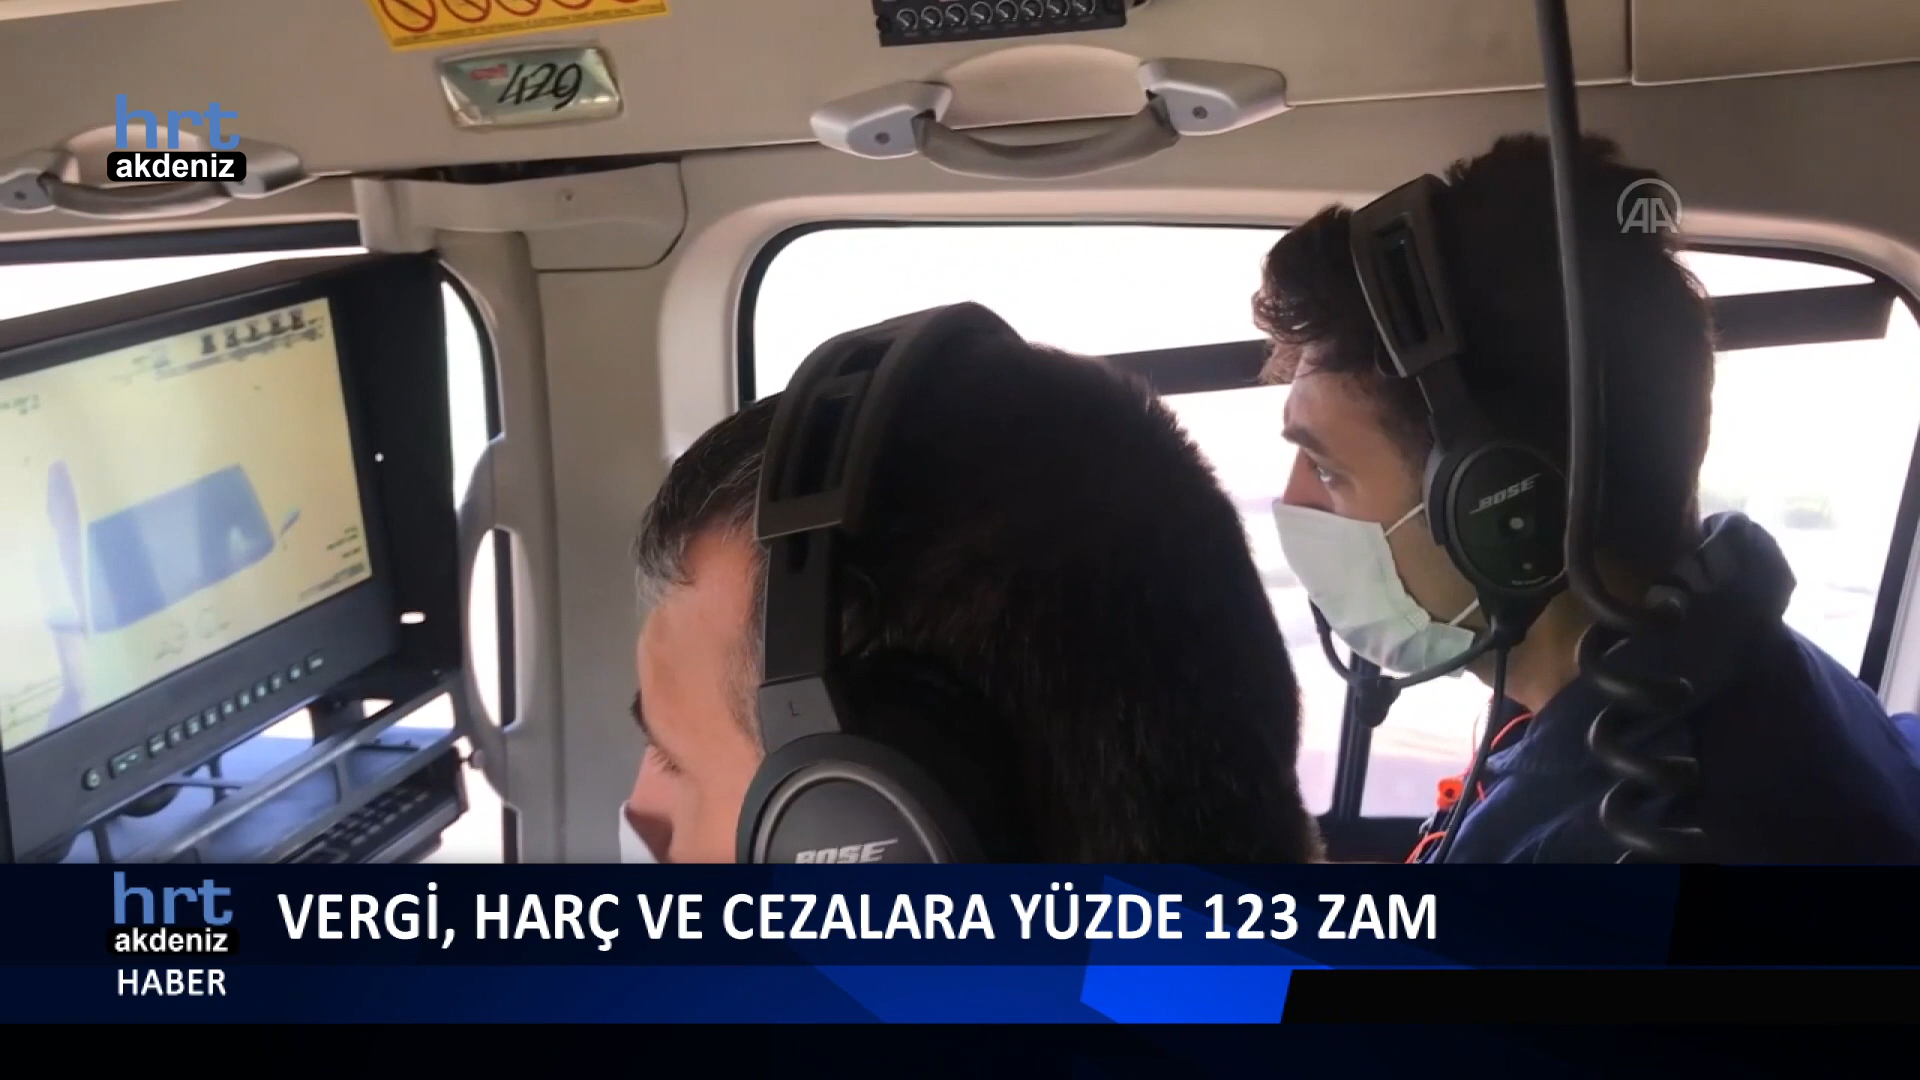 429
hrt
akdeniz
AA
BOSE
L
BOSE
hrt
akdeniz
HABER
VERGİ, HARÇ VE CEZALARA YÜZDE 123 ZAM